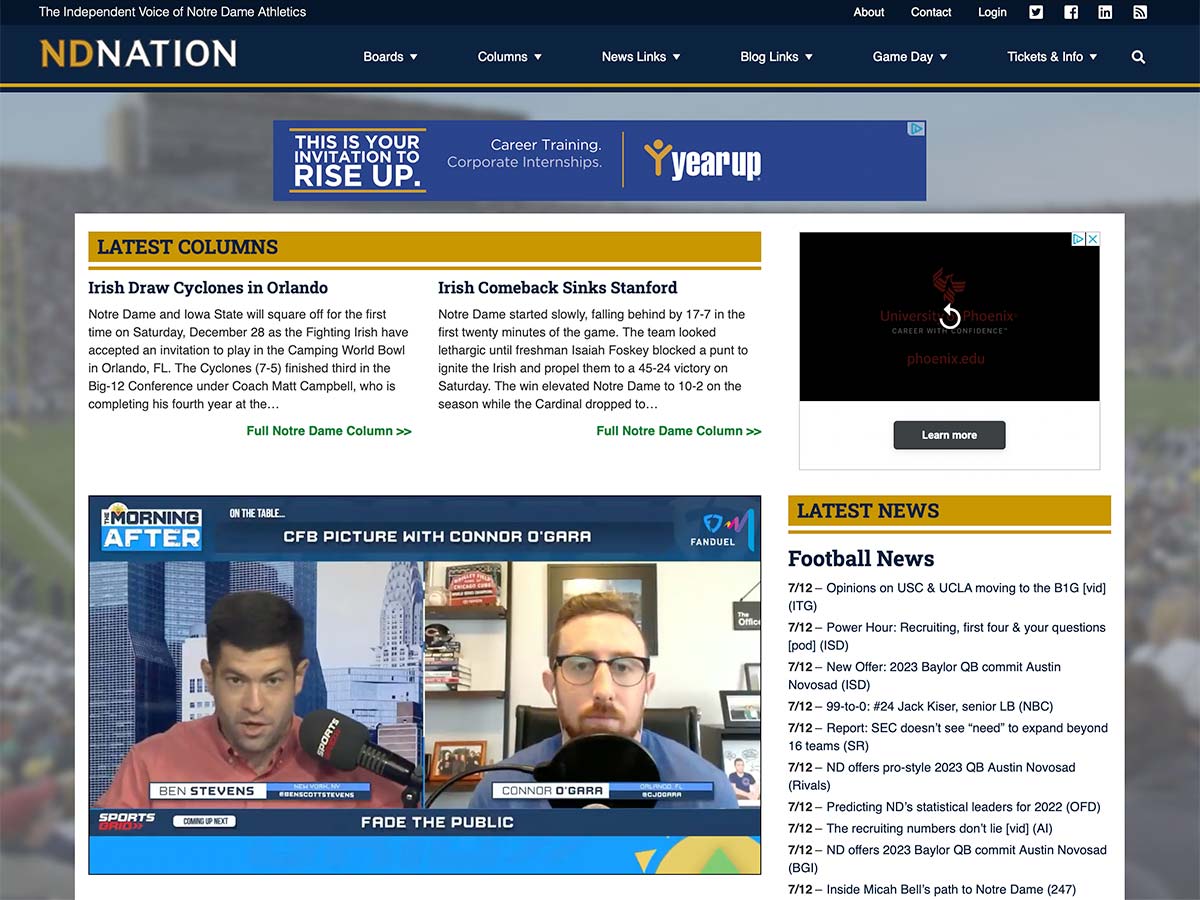 The Independent Voice of Notre Dame Athletics
About
Contact
Login
NDNATION
Boards
Columns
News Links
Blog Links
Game Day
Tickets & Info
THIS IS YOUR
INVITATION TO
RISE UP.
Career Training.
Corporate Internships.
year up
LATEST COLUMNS
Irish Draw Cyclones in Orlando
Notre Dame and Iowa State will square off for the first
time on Saturday, December 28 as the Fighting Irish have
accepted an invitation to play in the Camping World Bowl
in Orlando, FL. The Cyclones (7-5) finished third in the
Big-12 Conference under Coach Matt Campbell, who is
completing his fourth year at the…
Full Notre Dame Column >>
Irish Comeback Sinks Stanford
Notre Dame started slowly, falling behind by 17-7 in the
first twenty minutes of the game. The team looked
lethargic until freshman Isaiah Foskey blocked a punt to
ignite the Irish and propel them to a 45-24 victory on
Saturday. The win elevated Notre Dame to 10-2 on the
season while the Cardinal dropped to…
Full Notre Dame Column >>
University of Phoenix
CAREER WITH CONFIDENCE™
phoenix.edu
Learn more
THE MORNING
AFTER
ON THE TABLE...
CFB PICTURE WITH CONNOR O'GARA
FANDUEL
WRIGLEY FIELD
HOME OF
CHICAGO CUBS
The
Office
SPORTS
BEN STEVENS
NEW YORK, NY
@BENSCOTTSTEVENS
CONNOR O'GARA
ORLANDO, FL
@CJOGARA
SPORTS
GRID
COMING UP NEXT
FADE THE PUBLIC
LATEST NEWS
Football News
7/12 – Opinions on USC & UCLA moving to the B1G [vid]
(ITG)
7/12 – Power Hour: Recruiting, first four & your questions
[pod] (ISD)
7/12 – New Offer: 2023 Baylor QB commit Austin
Novosad (ISD)
7/12 – 99-to-0: #24 Jack Kiser, senior LB (NBC)
7/12 – Report: SEC doesn't see “need” to expand beyond
16 teams (SR)
7/12 – ND offers pro-style 2023 QB Austin Novosad
(Rivals)
7/12 – Predicting ND's statistical leaders for 2022 (OFD)
7/12 – The recruiting numbers don't lie [vid] (AI)
7/12 – ND offers 2023 Baylor QB commit Austin Novosad
(BGI)
7/12 – Inside Micah Bell's path to Notre Dame (247)